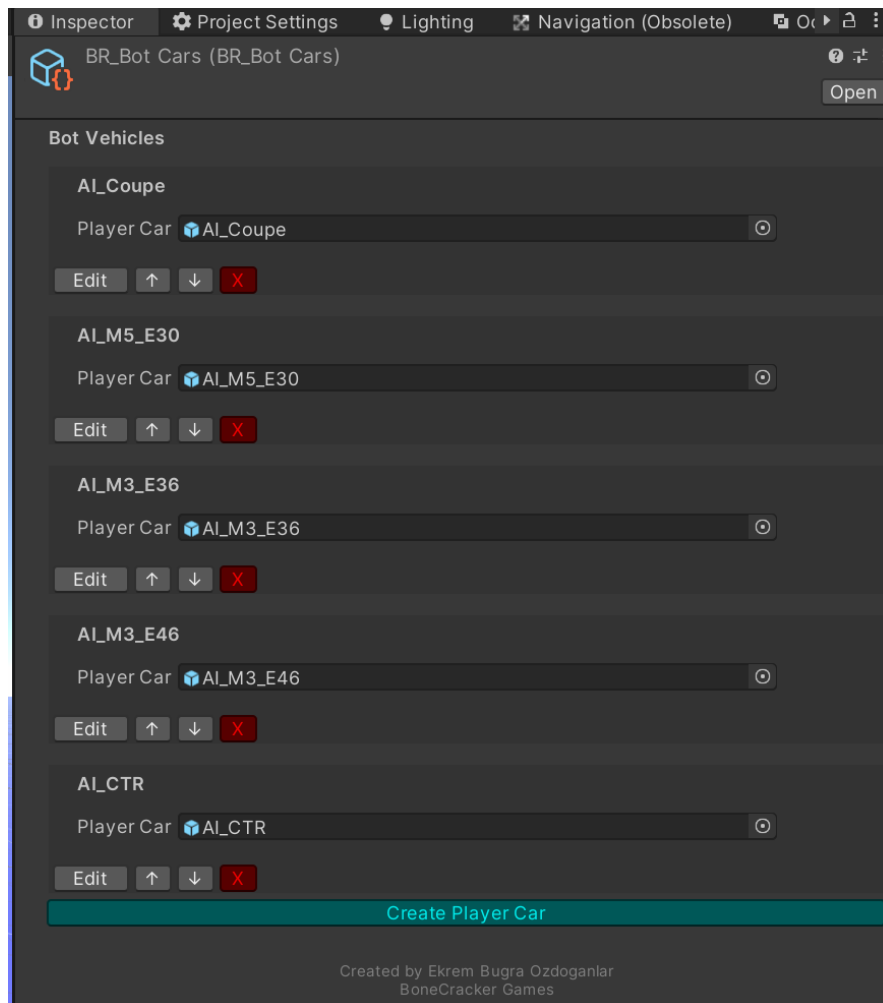 Inspector Project Settings Lighting Navigation (Obsolete)
BR_Bot Cars (BR_Bot Cars)
Open
Bot Vehicles
AI_Coupe
Player Car AI_Coupe
Edit ↑ ↓ X
AI_M5_E30
Player Car AI_M5_E30
Edit ↑ ↓ X
AI_M3_E36
Player Car AI_M3_E36
Edit ↑ ↓ X
AI_M3_E46
Player Car AI_M3_E46
Edit ↑ ↓ X
AI_CTR
Player Car AI_CTR
Edit ↑ ↓ X
Create Player Car
Created by Ekrem Bugra Ozdoganlar
BoneCracker Games